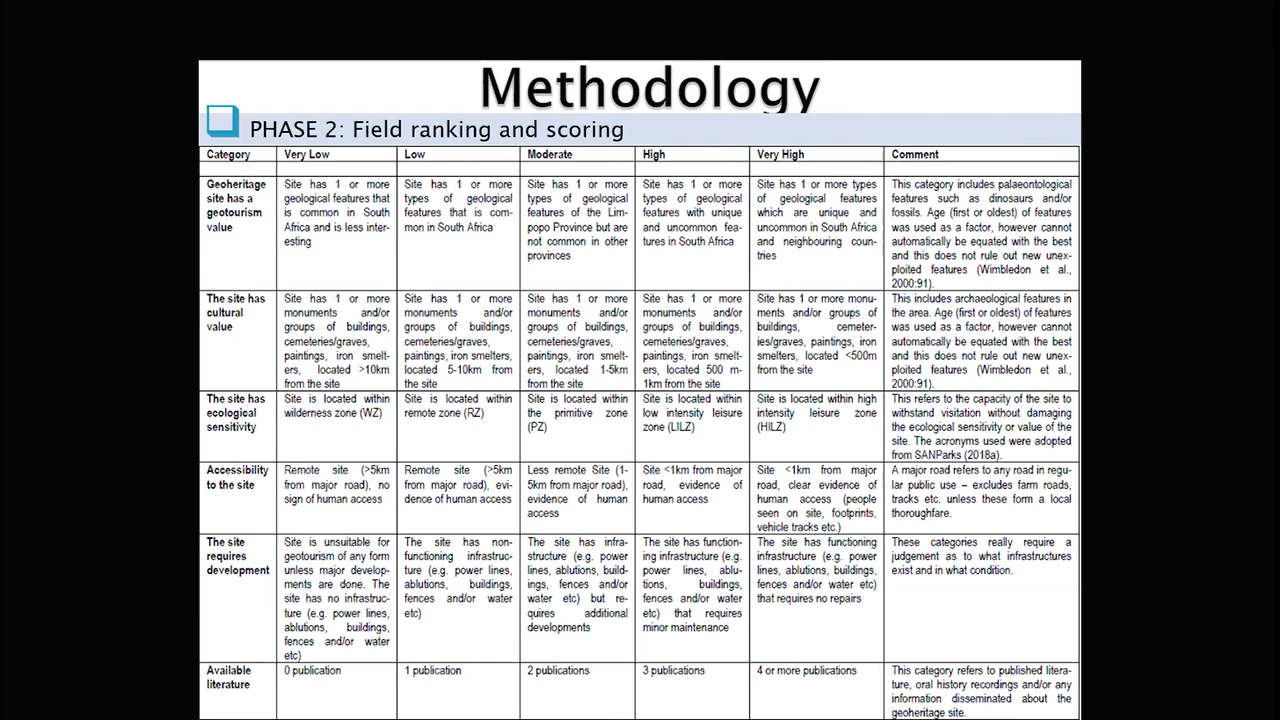 Methodology
PHASE 2: Field ranking and scoring
Category Very Low Low Moderate High Very High Comment
Geoheritage
site has a
geotourism
value
Site has 1 or more
geological features that
is common in South
Africa and is less inter-
esting
Site has 1 or more
types of geological
features that is com-
mon in South Africa
Site has 1 or more
types of geological
features of the Lim-
popo Province but are
not common in other
provinces
Site has 1 or more
types of geological
features with unique
and uncommon fea-
tures in South Africa
Site has 1 or more types
of geological features
which are unique and
uncommon in South Africa
and neighbouring coun-
tries
This category includes palaeontological
features such as dinosaurs and/or
fossils. Age (first or oldest) of features
was used as a factor, however cannot
automatically be equated with the best
and this does not rule out new unex-
ploited features (Wimbledon et al.,
2000:91).
The site has
cultural
value
Site has 1 or more
monuments and/or
groups of buildings,
cemeteries/graves,
paintings, iron smelt-
ers, located >10km
from the site
Site has 1 or more
monuments and/or
groups of buildings,
cemeteries/graves,
paintings, iron smelters,
located 5-10km from
the site
Site has 1 or more
monuments and/or
groups of buildings,
cemeteries/graves,
paintings, iron smelt-
ers, located 1-5km
from the site
Site has 1 or more
monuments and/or
groups of buildings,
cemeteries/graves,
paintings, iron smelt-
ers, located 500 m-
1km from the site
Site has 1 or more monu-
ments and/or groups of
buildings, cemeter-
ies/graves, paintings, iron
smelters, located <500m
from the site
This includes archaeological features in
the area. Age (first or oldest) of features
was used as a factor, however cannot
automatically be equated with the best
and this does not rule out new unex-
ploited features (Wimbledon et al.,
2000:91).
The site has
ecological
sensitivity
Site is located within
wilderness zone (WZ)
Site is located within
remote zone (RZ)
Site is located within
the primitive zone
(PZ)
Site is located within
low intensity leisure
zone (LILZ)
Site is located within high
intensity leisure zone
(HILZ)
This refers to the capacity of the site to
withstand visitation without damaging
the ecological sensitivity or value of the
site. The acronyms used were adopted
from SANParks (2018a).
Accessibility
to the site
Remote site (>5km
from major road), no
sign of human access
Remote site (>5km
from major road), evi-
dence of human access
Less remote Site (1-
5km from major road),
evidence of human
access
Site <1km from major
road, evidence of
human access
Site <1km from major
road, clear evidence of
human access (people
seen on site, footprints,
vehicle tracks etc.)
A major road refers to any road in regu-
lar public use – excludes farm roads,
tracks etc. unless these form a local
thoroughfare.
The site
requires
development
Site is unsuitable for
geotourism of any form
unless major develop-
ments are done. The
site has no infrastruc-
ture (e.g. power lines,
ablutions, buildings,
fences and/or water
etc)
The site has non-
functioning infrastruc-
ture (e.g. power lines,
ablutions, buildings,
fences and/or water
etc)
The site has infra-
structure (e.g. power
lines, ablutions, build-
ings, fences and/or
water etc) but re-
quires additional
developments
The site has function-
ing infrastructure (e.g.
power lines, ablu-
tions, buildings,
fences and/or water
etc) that requires
minor maintenance
The site has functioning
infrastructure (e.g. power
lines, ablutions, buildings,
fences and/or water etc)
that requires no repairs
These categories really require a
judgement as to what infrastructures
exist and in what condition.
Available
literature
0 publication
1 publication
2 publications
3 publications
4 or more publications
This category refers to published litera-
ture, oral history recordings and/or any
information disseminated about the
geoheritage site.